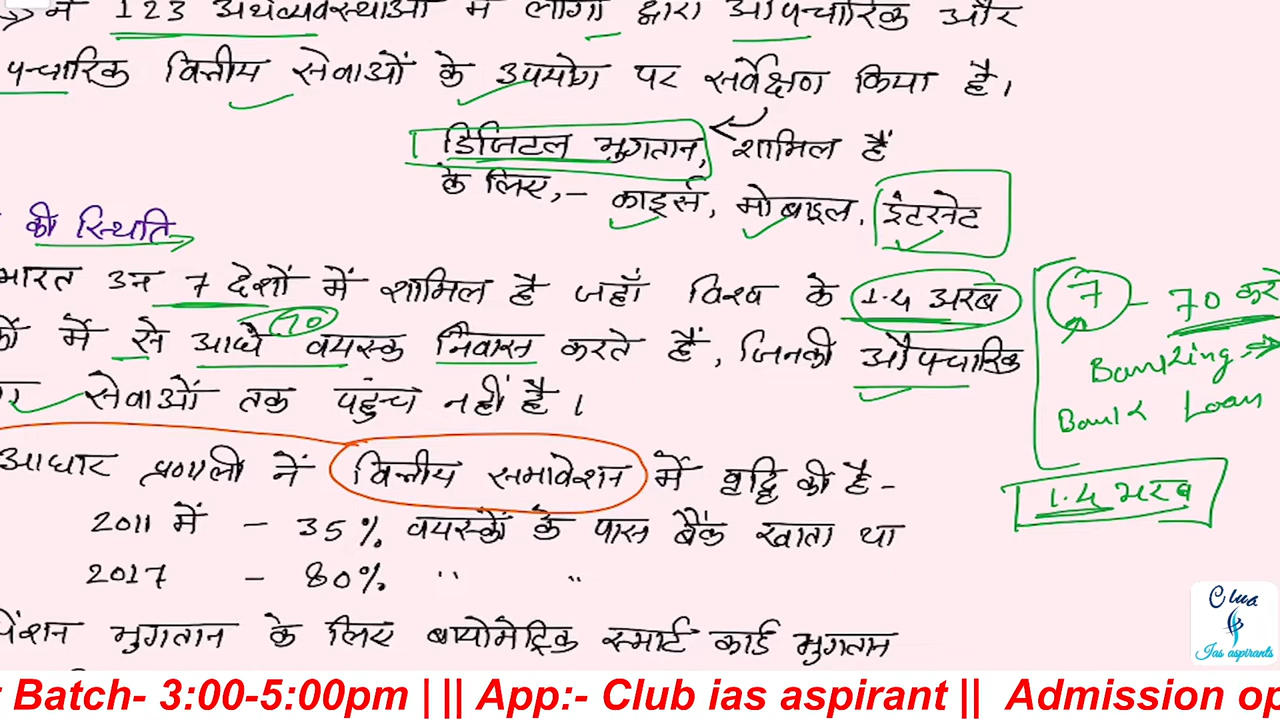 ने 123 अर्थव्यवस्थाओं में लोगों द्वारा औपचारिक और
पचारिक वित्तीय सेवाओं के उपयोग पर सर्वेक्षण किया है।
डिजिटल भुगतान, शामिल हैं
के लिए,- कार्ड्स, मोबाइल, इंटरनेट
की स्थिति
भारत उन 7 देशों में शामिल है जहाँ विश्व के 1.4 अरब
70
कों में से आधे वयस्क निवास करते हैं, जिनकी औपचारिक
सेवाओं तक पहुंच नहीं है।
7 - 70 कर
Banking
Bank Loan
1.4 अरब
आधार प्रणाली ने वित्तीय समावेशन में वृद्धि की है -
2011 में - 35% वयस्कों के पास बैंक खाता था
2017 - 80% " "
पेंशन भुगतान के लिए बायोमेट्रिक स्मार्ट कार्ड भुगतान
Club
Ias aspirants
Batch- 3:00-5:00pm | || App:- Club ias aspirant || Admission op